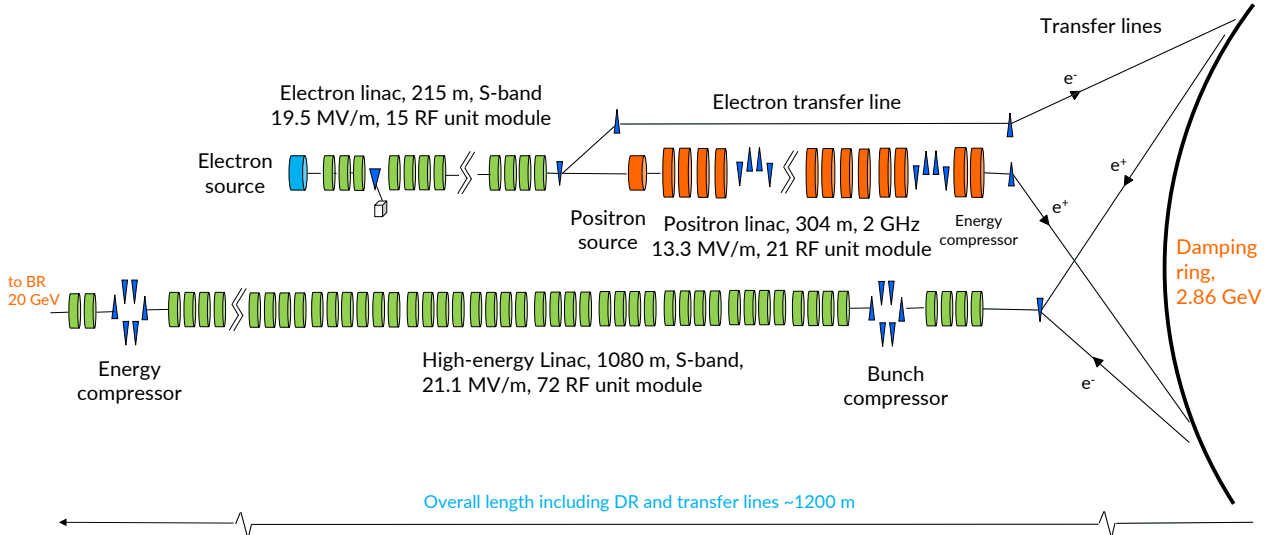 Transfer lines
e⁻
Electron linac, 215 m, S-band
19.5 MV/m, 15 RF unit module
Electron transfer line
Electron
source
e⁺
e⁺
Positron
source
Positron linac, 304 m, 2 GHz
13.3 MV/m, 21 RF unit module
Energy
compressor
Damping
ring,
2.86 GeV
to BR
20 GeV
Energy
compressor
High-energy Linac, 1080 m, S-band,
21.1 MV/m, 72 RF unit module
Bunch
compressor
e⁻
Overall length including DR and transfer lines ~1200 m